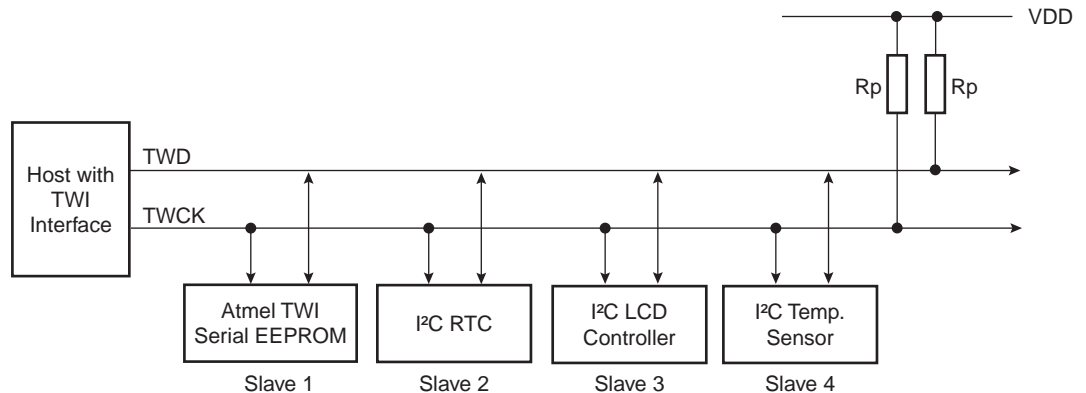 VDD
Rp
Rp
Host with
TWI
Interface
TWD
TWCK
Atmel TWI
Serial EEPROM
I²C RTC
I²C LCD
Controller
I²C Temp.
Sensor
Slave 1
Slave 2
Slave 3
Slave 4